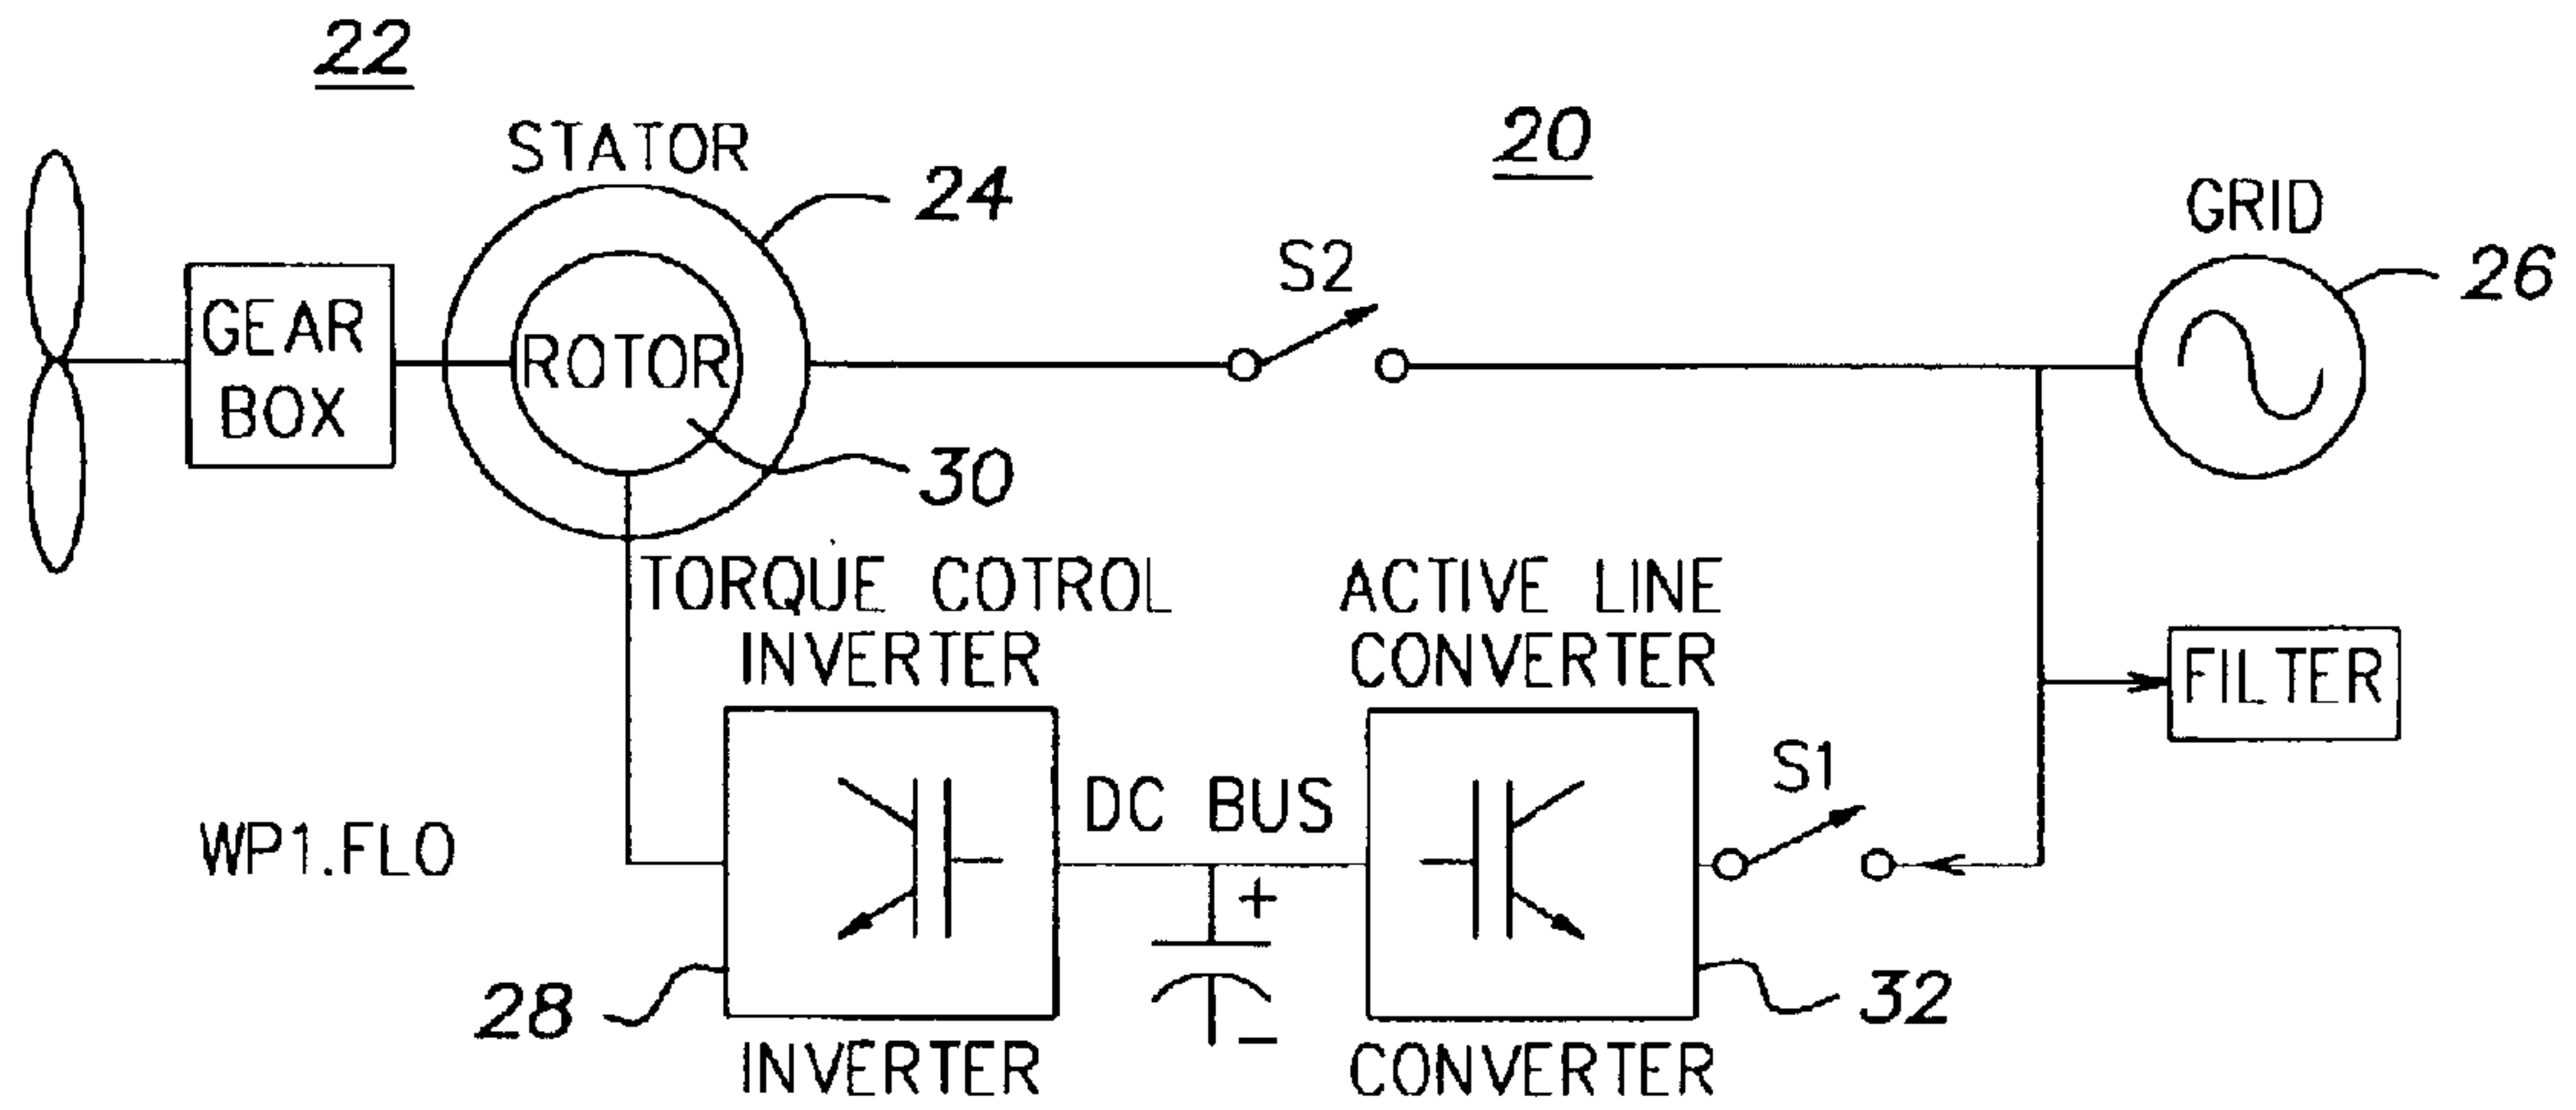 22
STATOR
24
20
GRID
26
S2
GEAR
BOX
ROTOR
30
TORQUE COTROL
INVERTER
ACTIVE LINE
CONVERTER
FILTER
S1
DC BUS
WP1.FLO
+
28
32
–
INVERTER
CONVERTER